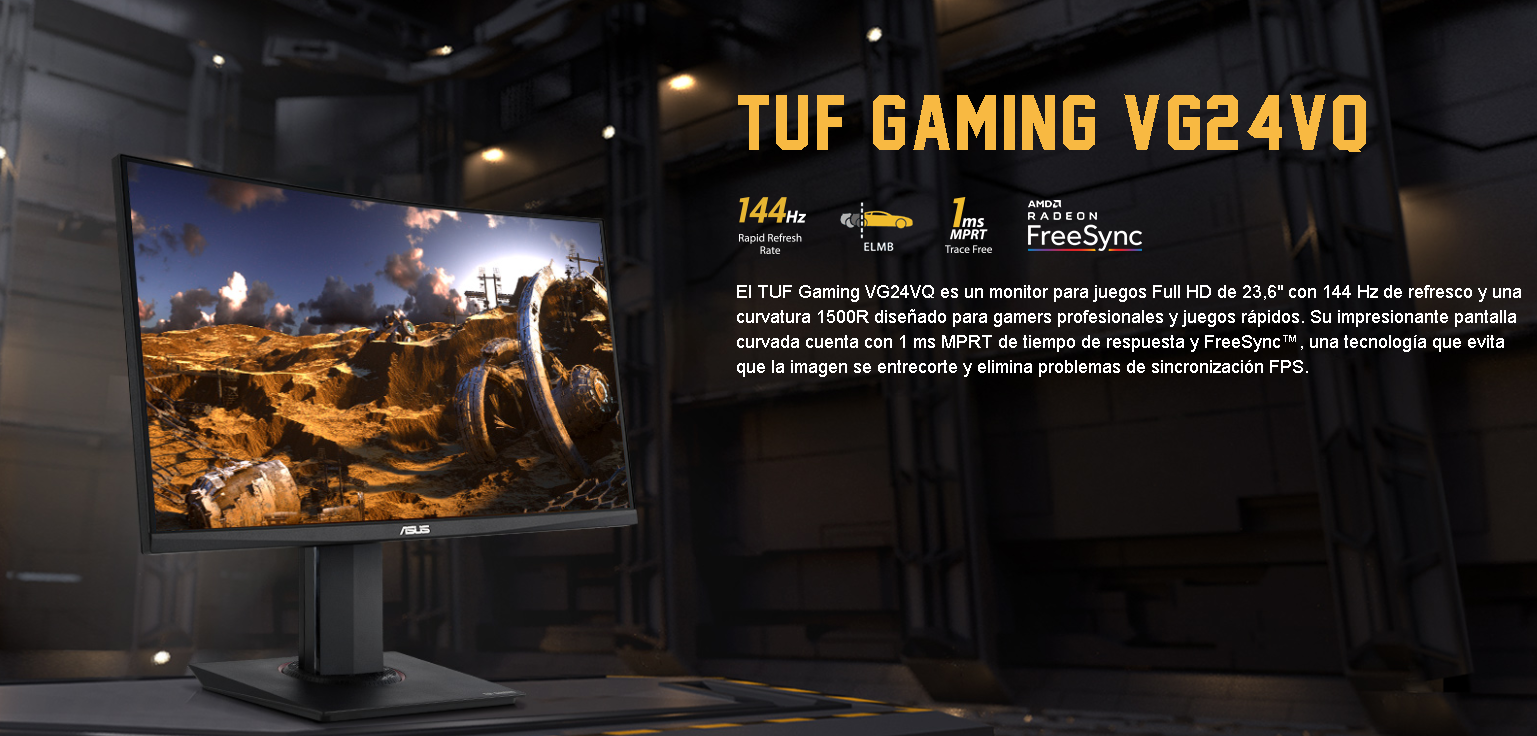 TUF GAMING VG24VQ
144Hz
Rapid Refresh
Rate
ELMB
1ms
MPRT
Trace Free
AMD
RADEON
FreeSync
El TUF Gaming VG24VQ es un monitor para juegos Full HD de 23,6" con 144 Hz de refresco y una
curvatura 1500R diseñado para gamers profesionales y juegos rápidos. Su impresionante pantalla
curvada cuenta con 1 ms MPRT de tiempo de respuesta y FreeSync™, una tecnología que evita
que la imagen se entrecorte y elimina problemas de sincronización FPS.
ASUS